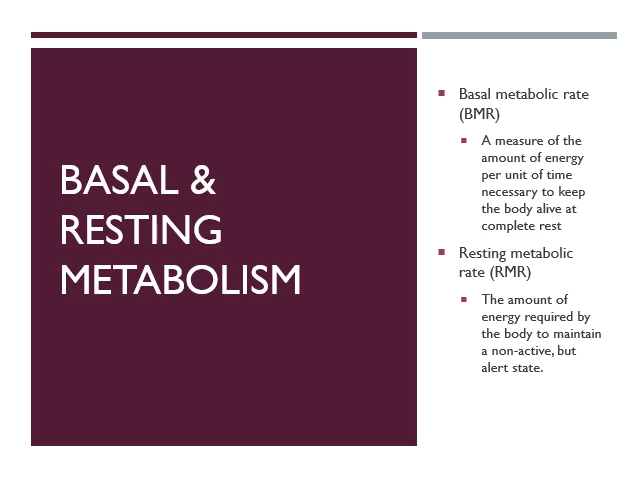 BASAL &
RESTING
METABOLISM
Basal metabolic rate
(BMR)
A measure of the
amount of energy
per unit of time
necessary to keep
the body alive at
complete rest
Resting metabolic
rate (RMR)
The amount of
energy required by
the body to maintain
a non-active, but
alert state.